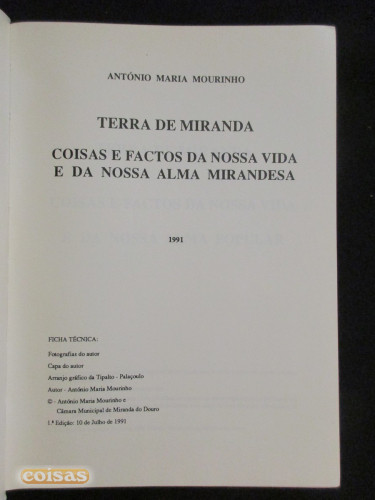 ANTÓNIO MARIA MOURINHO
TERRA DE MIRANDA
COISAS E FACTOS DA NOSSA VIDA
E DA NOSSA ALMA MIRANDESA
1991
FICHA TÉCNICA:
Fotografias do autor
Capa do autor
Arranjo gráfico da Tipalto - Palaçoulo
Autor - António Maria Mourinho
© - António Maria Mourinho e
Câmara Municipal de Miranda do Douro
1.ª Edição: 10 de Julho de 1991
coisas